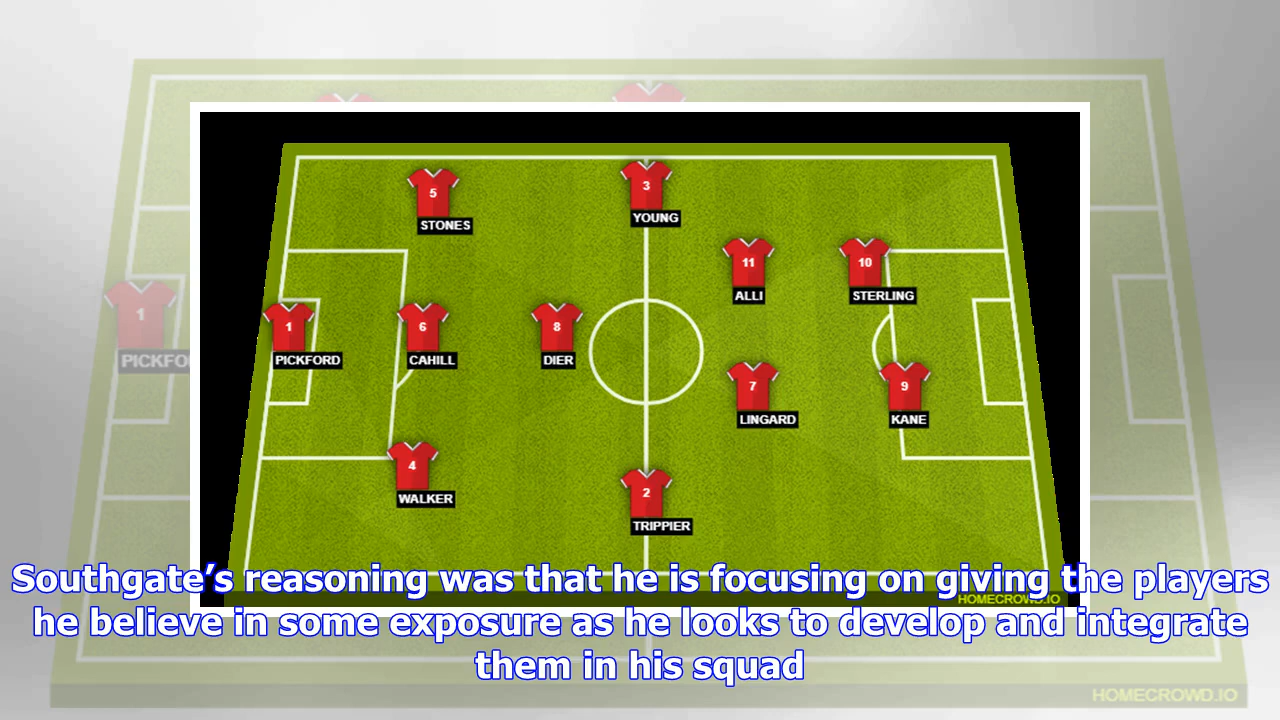 5
STONES
3
YOUNG
11
ALLI
10
STERLING
1
PICKFORD
6
CAHILL
8
DIER
7
LINGARD
9
KANE
4
WALKER
2
TRIPPIER
1
PICKFO
HOMECROWD.IO
Southgate’s reasoning was that he is focusing on giving the players
he believe in some exposure as he looks to develop and integrate
them in his squad
HOMECROWD.IO